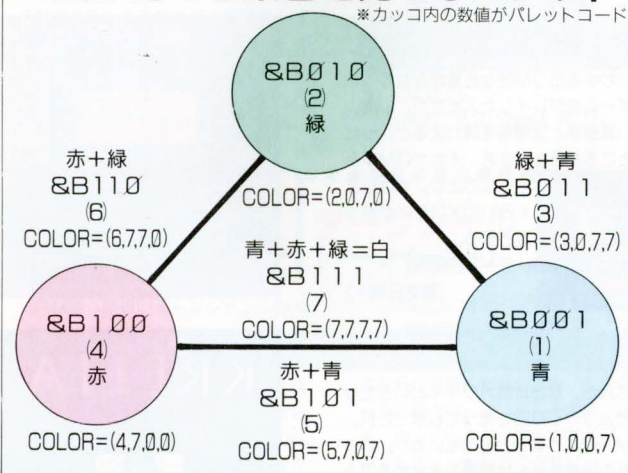 ※カッコ内の数値がパレットコード
&B010
(2)
緑
COLOR=(2,0,7,0)
赤+緑
&B110
(6)
COLOR=(6,7,7,0)
緑+青
&B011
(3)
COLOR=(3,0,7,7)
青+赤+緑=白
&B111
(7)
COLOR=(7,7,7,7)
&B100
(4)
赤
COLOR=(4,7,0,0)
赤+青
&B101
(5)
COLOR=(5,7,0,7)
&B001
(1)
青
COLOR=(1,0,0,7)